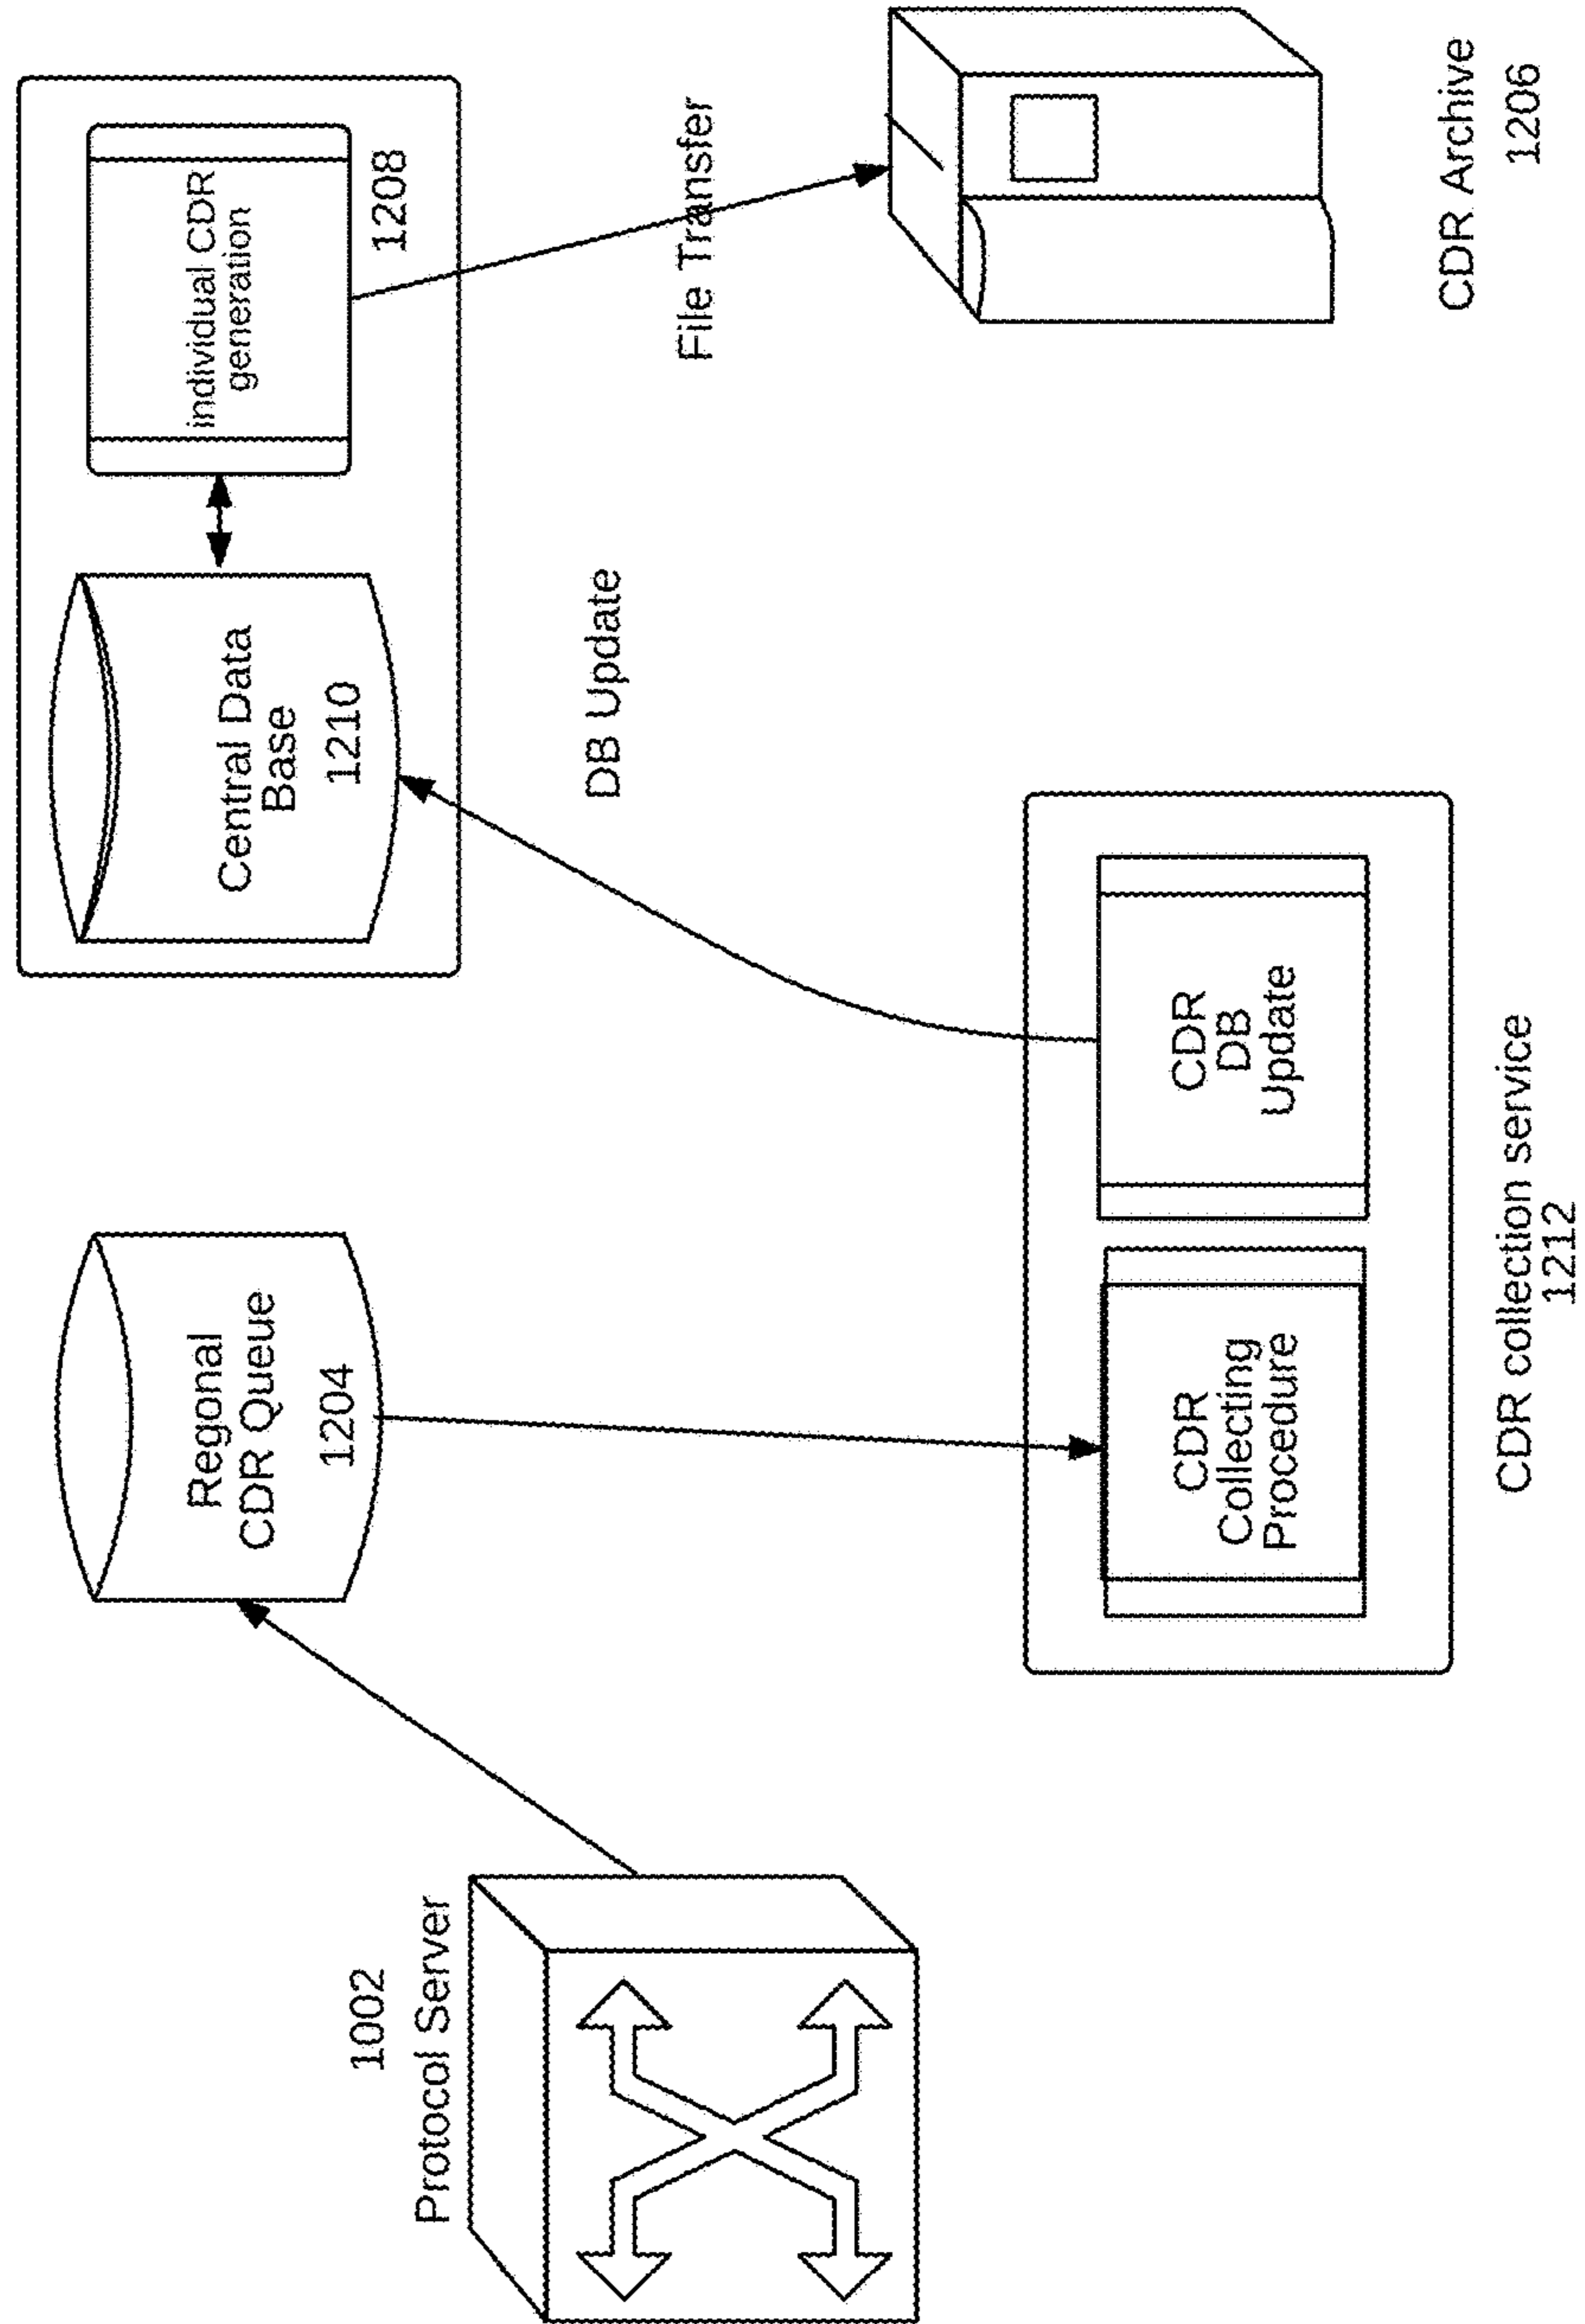 1002
Protocol Server
Regonal
CDR Queue
1204
Central Data
Base
1210
individual CDR
generation
1208
DB Update
File Transfer
CDR
Collecting
Procedure
CDR
DB
Update
CDR collection service
1212
CDR Archive
1206